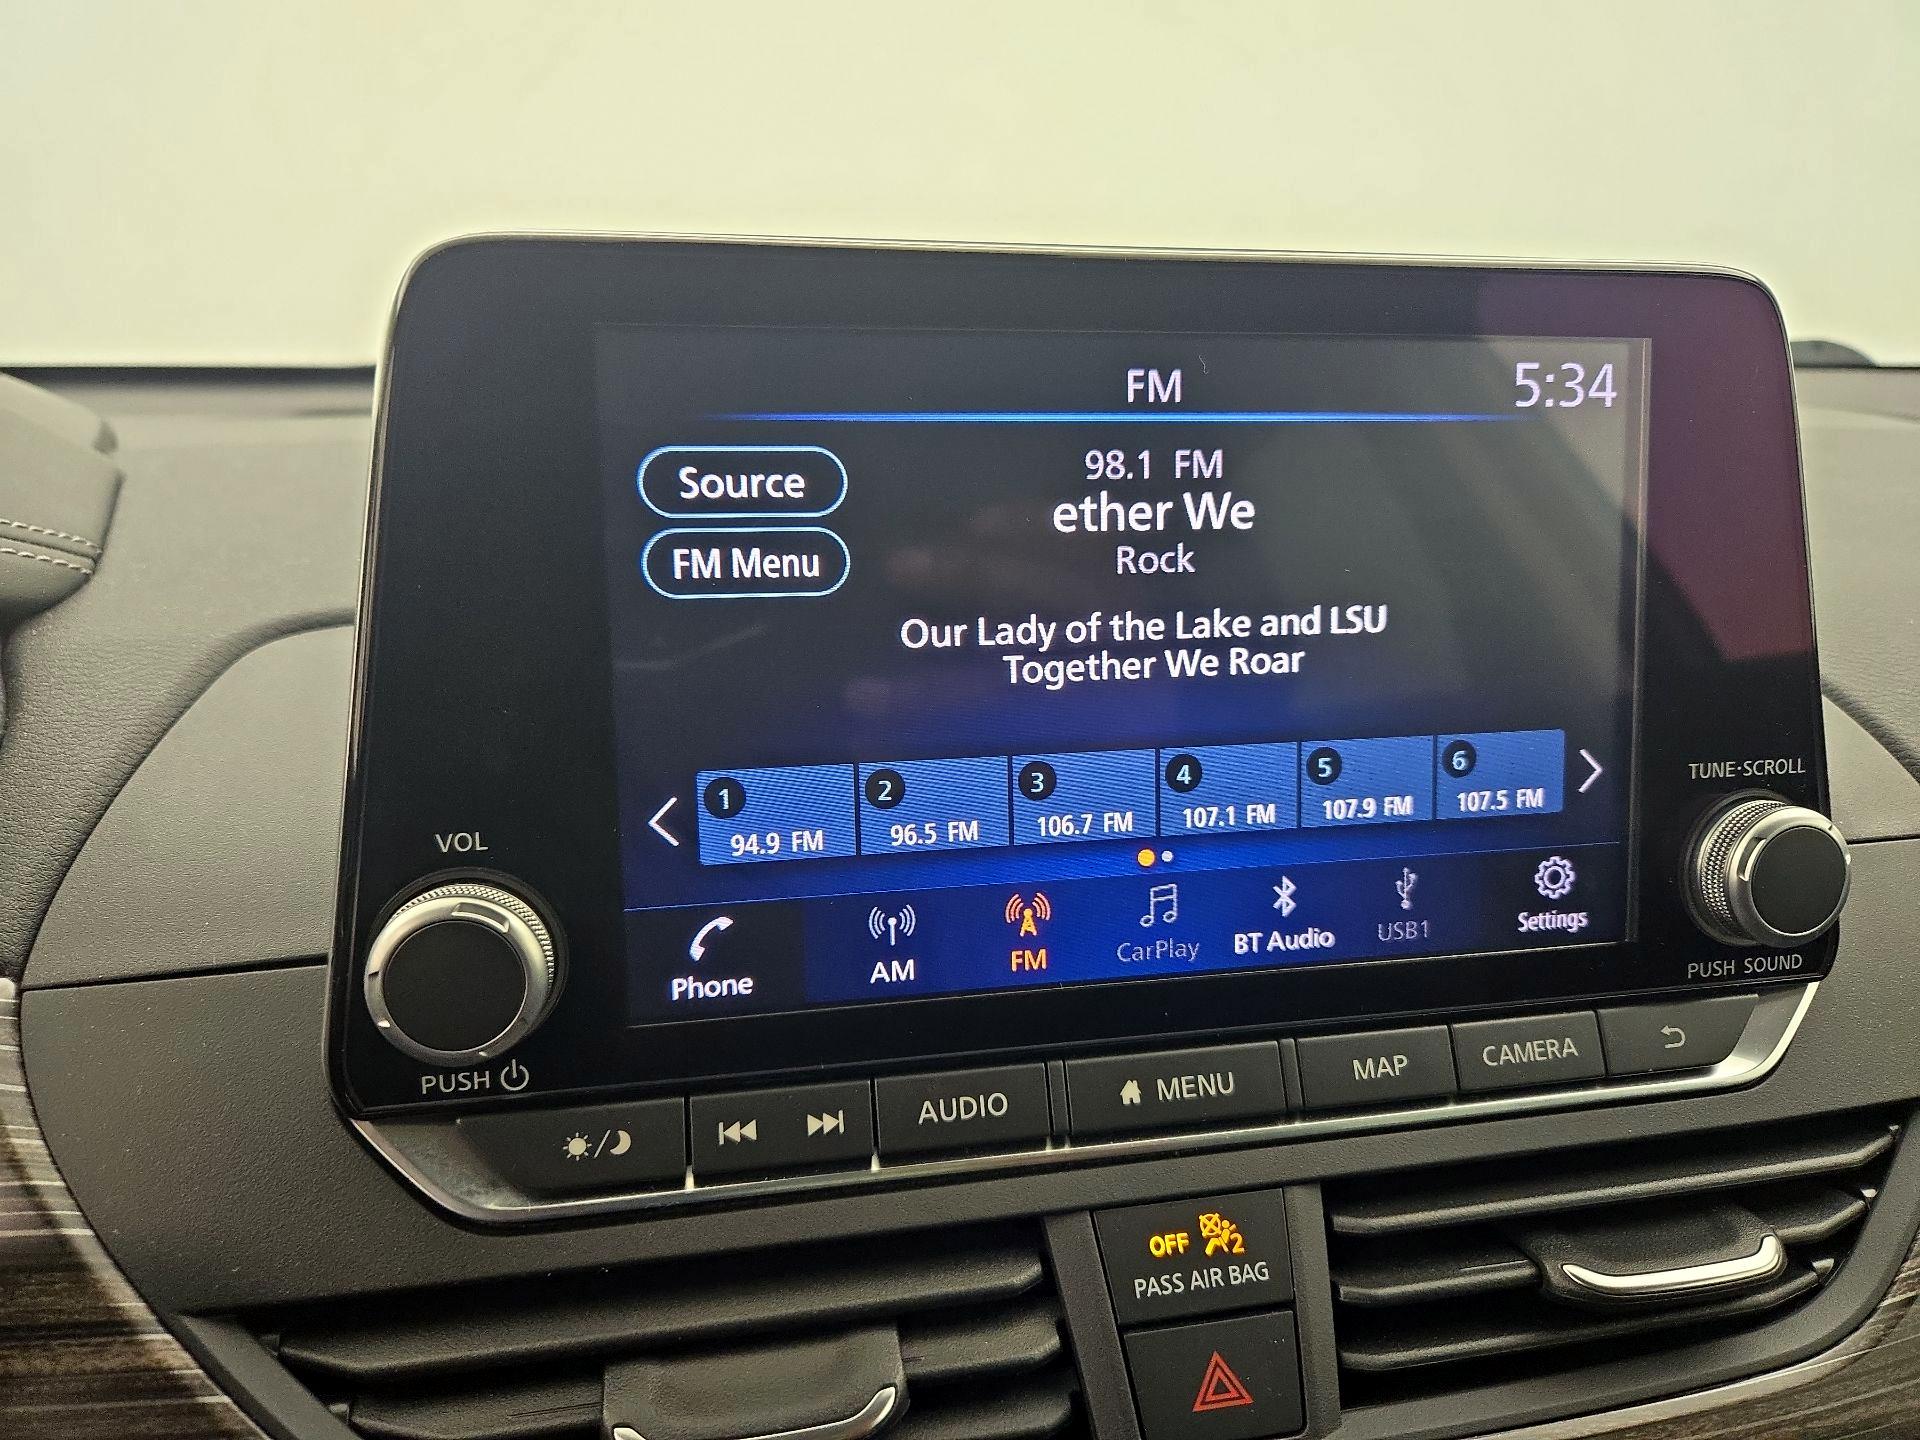 FM
5:34
Source
98.1 FM
ether We
FM Menu
Rock
Our Lady of the Lake and LSU
Together We Roar
1
94.9 FM
2
96.5 FM
3
106.7 FM
4
107.1 FM
5
107.9 FM
6
107.5 FM
Phone
AM
FM
CarPlay
BT Audio
USB1
Settings
VOL
PUSH
TUNE·SCROLL
PUSH SOUND
AUDIO
MENU
MAP
CAMERA
OFF 2
PASS AIR BAG